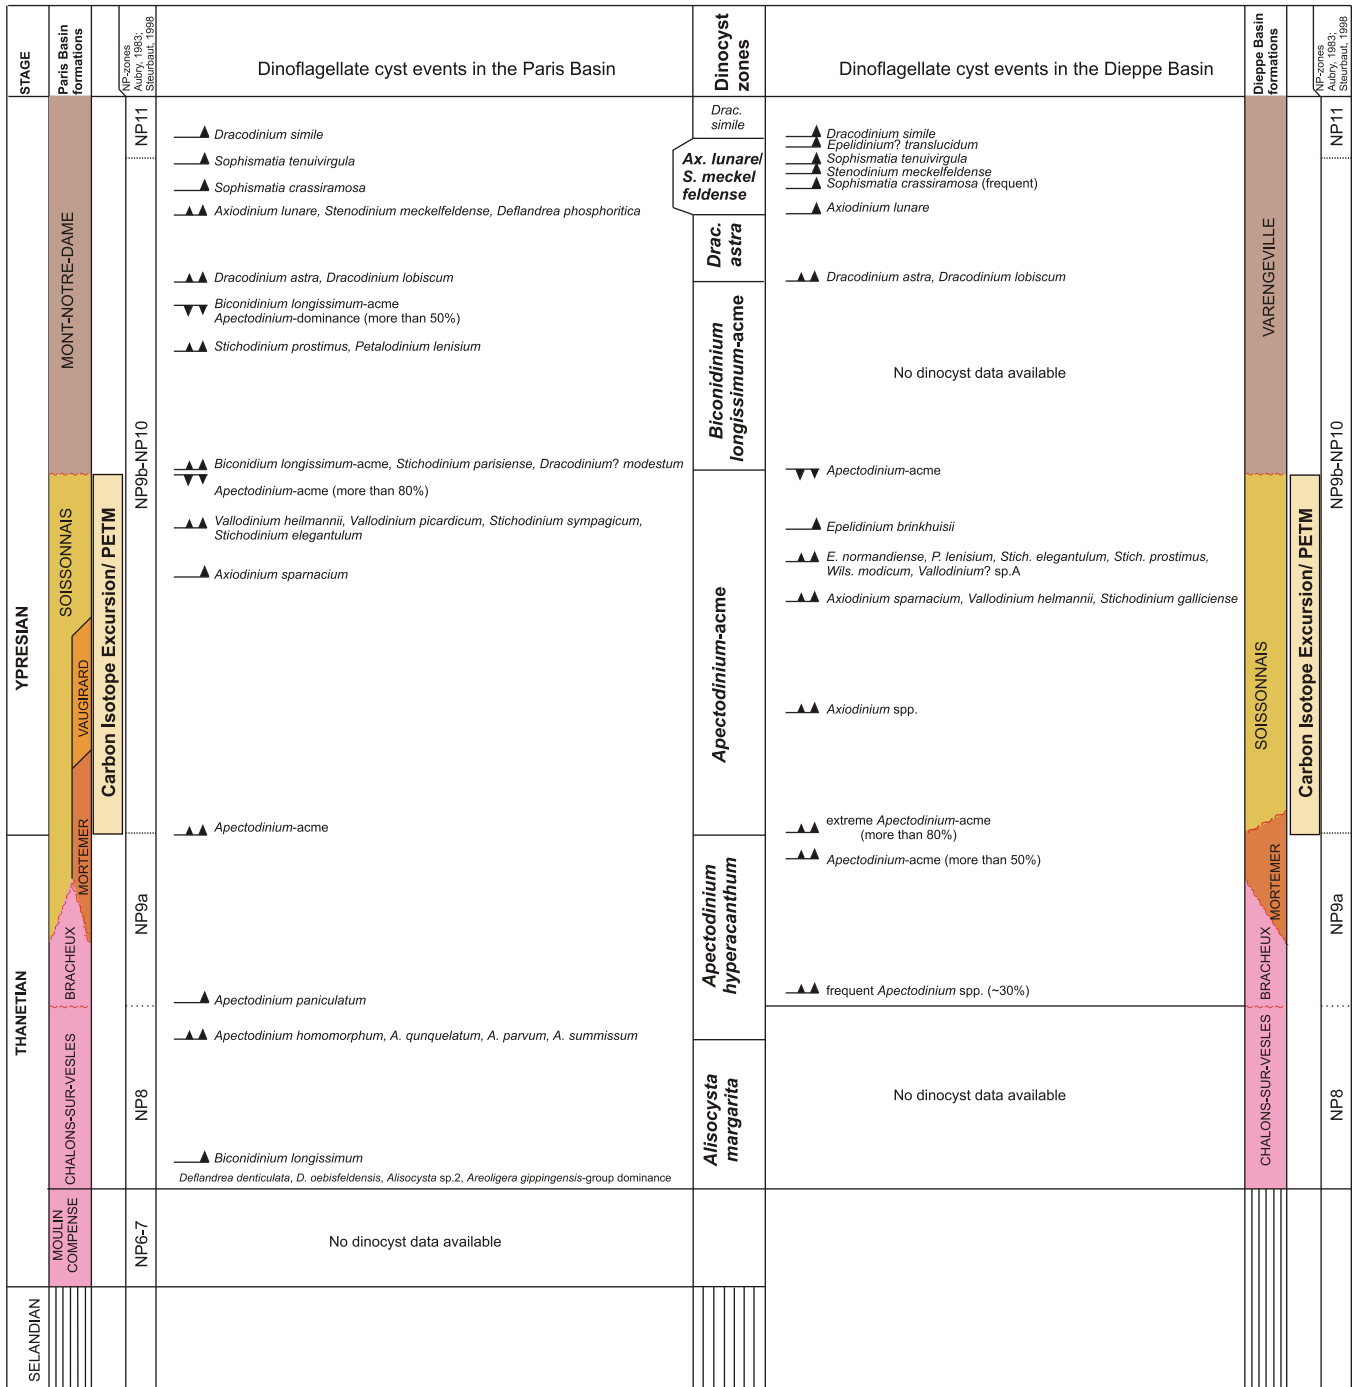 STAGE
Paris Basin
formations
NP-zones
Aubry, 1983;
Steurbaut, 1998
Dinoflagellate cyst events in the Paris Basin
Dinocyst
zones
Dinoflagellate cyst events in the Dieppe Basin
Dieppe Basin
formations
NP-zones
Aubry, 1983;
Steurbaut, 1998
YPRESIAN
THANETIAN
SELANDIAN
MONT-NOTRE-DAME
SOISSONNAIS
VAUGIRARD
MORTEMER
BRACHEUX
CHALONS-SUR-VESLES
MOULIN
COMPENSE
Carbon Isotope Excursion/ PETM
NP11
NP9b-NP10
NP9a
NP8
NP6-7
Dracodinium simile
Sophismatia tenuivirgula
Sophismatia crassiramosa
Axiodinium lunare, Stenodinium meckelfeldense, Deflandrea phosphoritica
Dracodinium astra, Dracodinium lobiscum
Biconidinium longissimum-acme
Apectodinium-dominance (more than 50%)
Stichodinium prostimus, Petalodinium lenisium
Biconidium longissimum-acme, Stichodinium parisiense, Dracodinium? modestum
Apectodinium-acme (more than 80%)
Vallodinium heilmannii, Vallodinium picardicum, Stichodinium sympagicum,
Stichodinium elegantulum
Axiodinium sparnacium
Apectodinium-acme
Apectodinium paniculatum
Apectodinium homomorphum, A. qunquelatum, A. parvum, A. summissum
Biconidinium longissimum
Deflandrea denticulata, D. oebisfeldensis, Alisocysta sp.2, Areoligera gippingensis-group dominance
No dinocyst data available
Drac.
simile
Ax. lunare/
S. meckel
feldense
Drac.
astra
Biconidinium
longissimum-acme
Apectodinium-acme
Apectodinium
hyperacanthum
Alisocysta
margarita
Dracodinium simile
Epelidinium? translucidum
Sophismatia tenuivirgula
Stenodinium meckelfeldense
Sophismatia crassiramosa (frequent)
Axiodinium lunare
Dracodinium astra, Dracodinium lobiscum
No dinocyst data available
Apectodinium-acme
Epelidinium brinkhuisii
E. normandiense, P. lenisium, Stich. elegantulum, Stich. prostimus,
Wils. modicum, Vallodinium? sp.A
Axiodinium sparnacium, Vallodinium helmannii, Stichodinium galliciense
Axiodinium spp.
extreme Apectodinium-acme
(more than 80%)
Apectodinium-acme (more than 50%)
frequent Apectodinium spp. (~30%)
No dinocyst data available
VARENGEVILLE
SOISSONNAIS
MORTEMER
BRACHEUX
CHALONS-SUR-VESLES
Carbon Isotope Excursion/ PETM
NP11
NP9b-NP10
NP9a
NP8